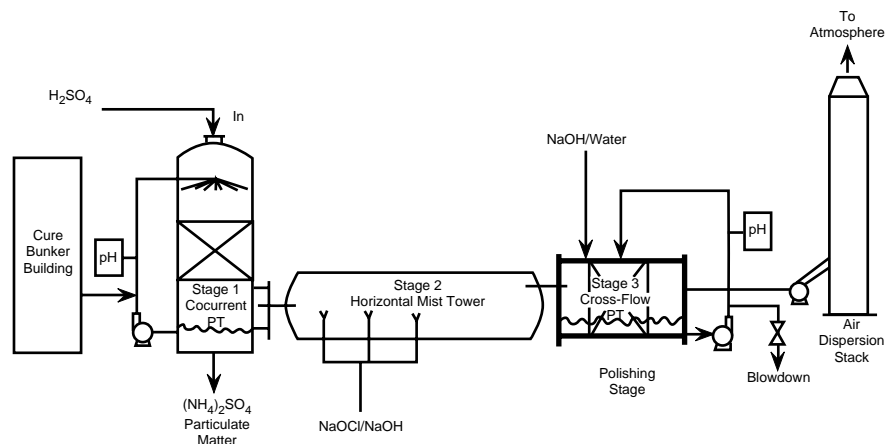 To
Atmosphere
H2SO4
In
NaOH/Water
pH
Cure
Bunker
Building
pH
Stage 1
Cocurrent
PT
Stage 2
Horizontal Mist Tower
Stage 3
Cross-Flow
PT
Air
Dispersion
Stack
Polishing
Stage
Blowdown
(NH4)2SO4
Particulate
Matter
NaOCl/NaOH